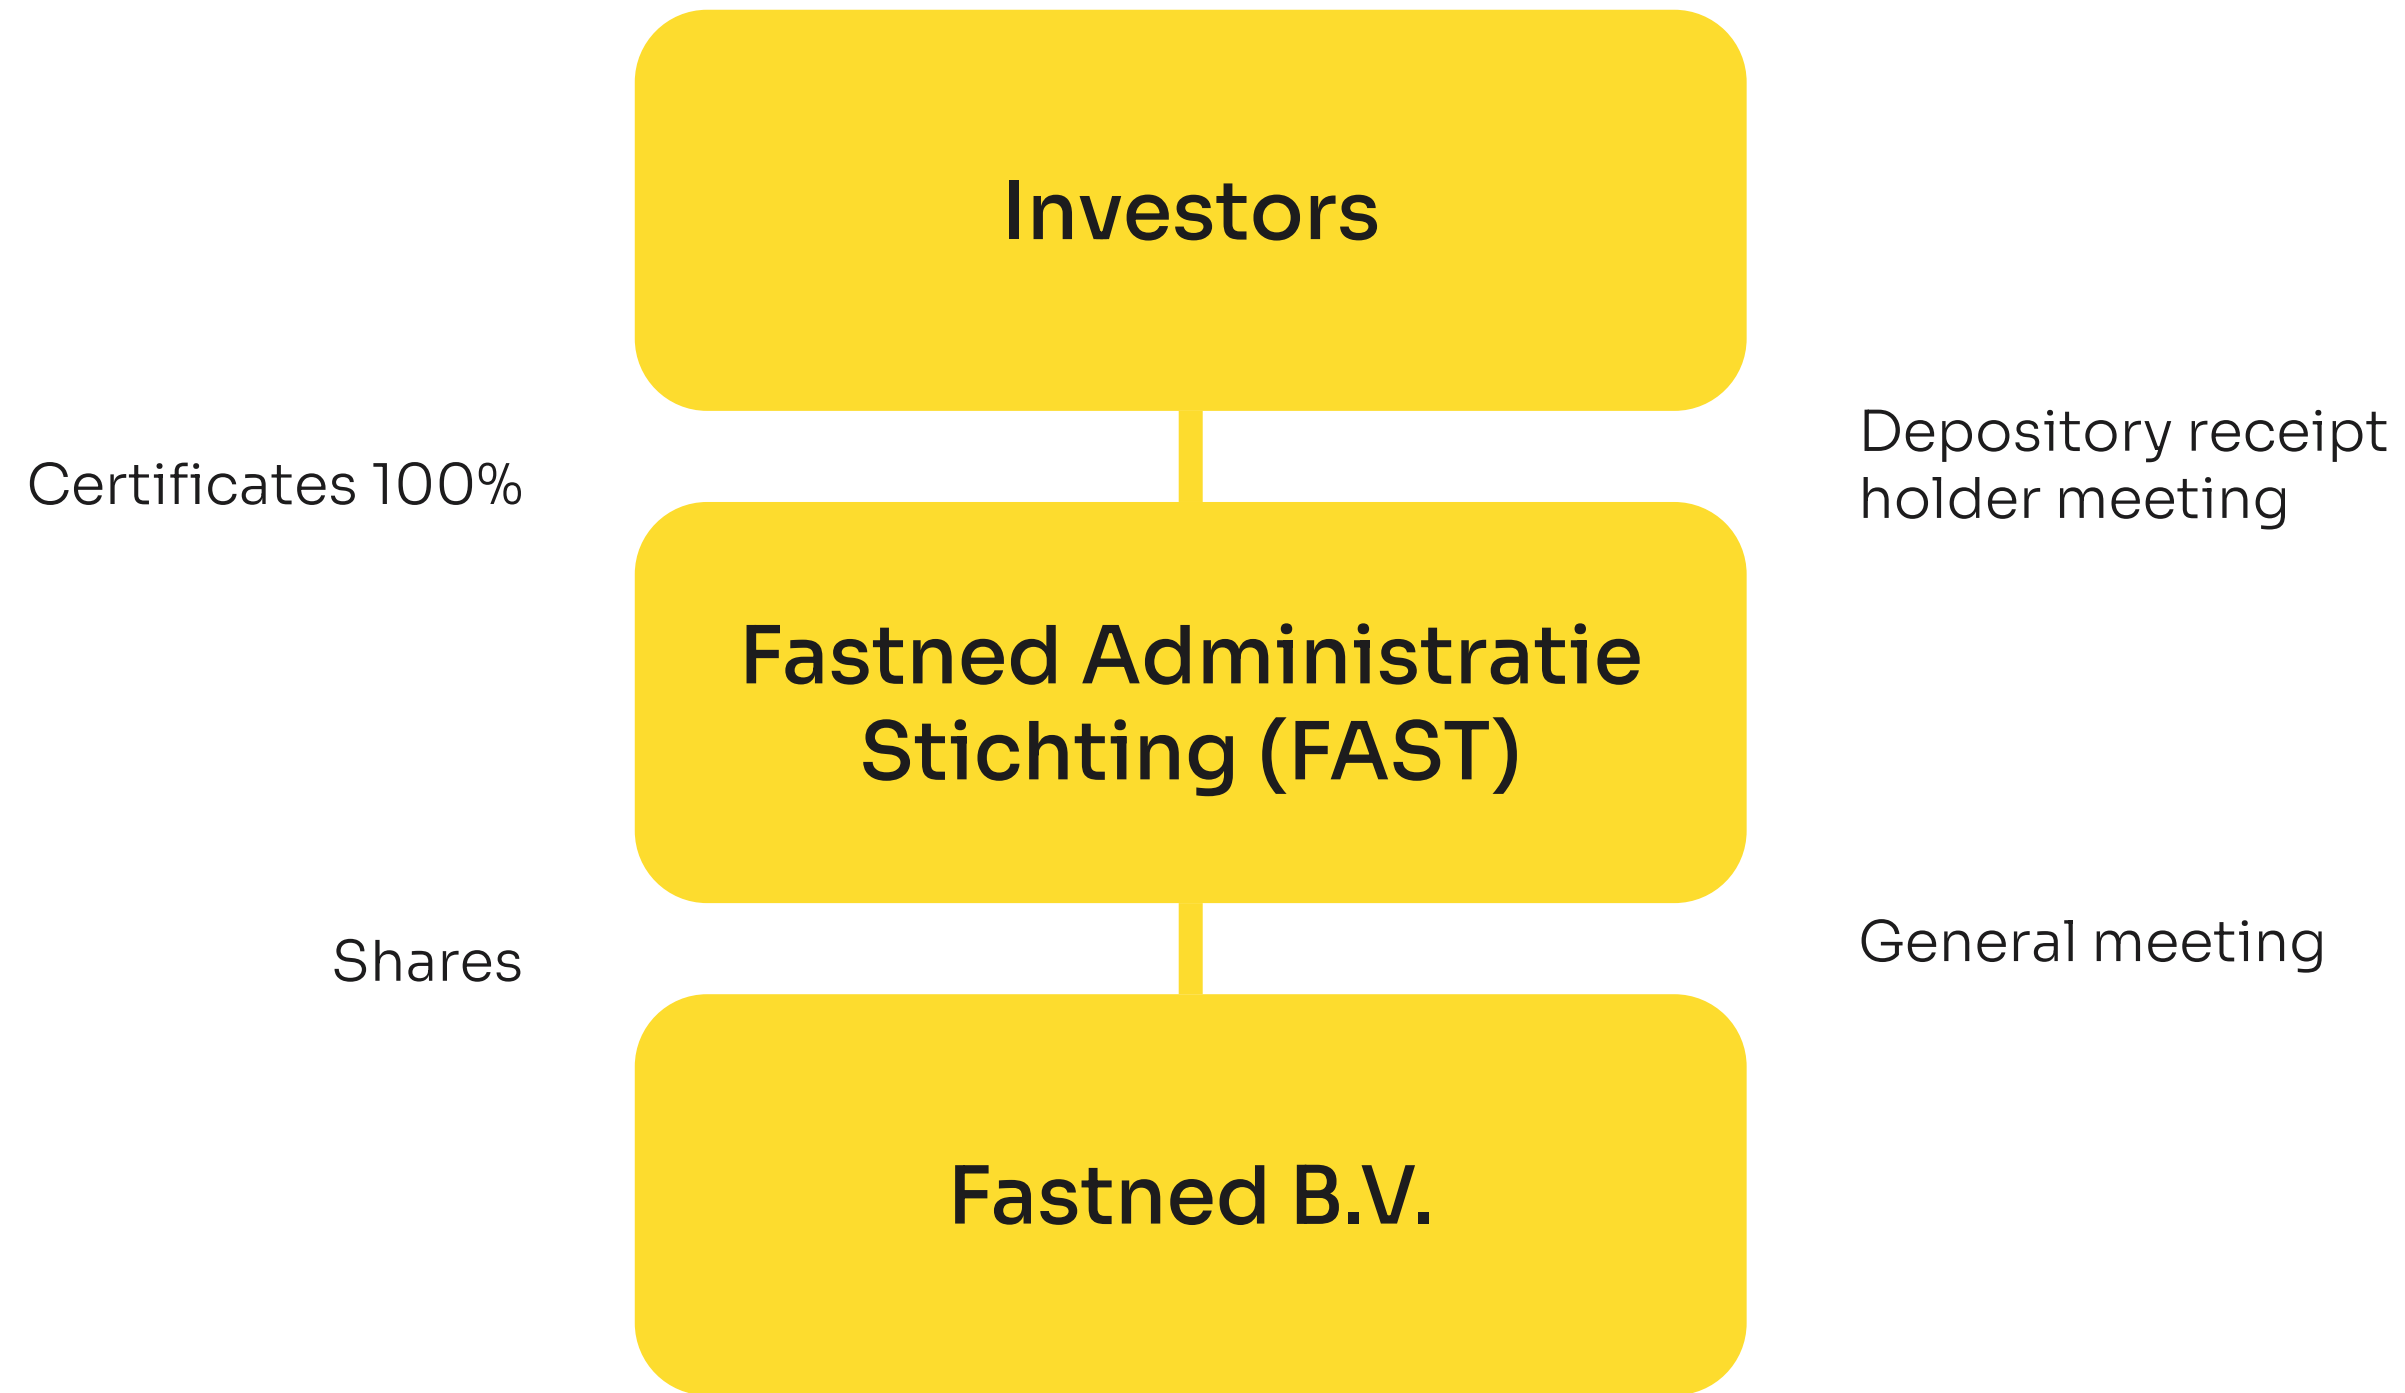 Investors
Certificates 100%
Depository receipt
holder meeting
Fastned Administratie
Stichting (FAST)
Shares
General meeting
Fastned B.V.